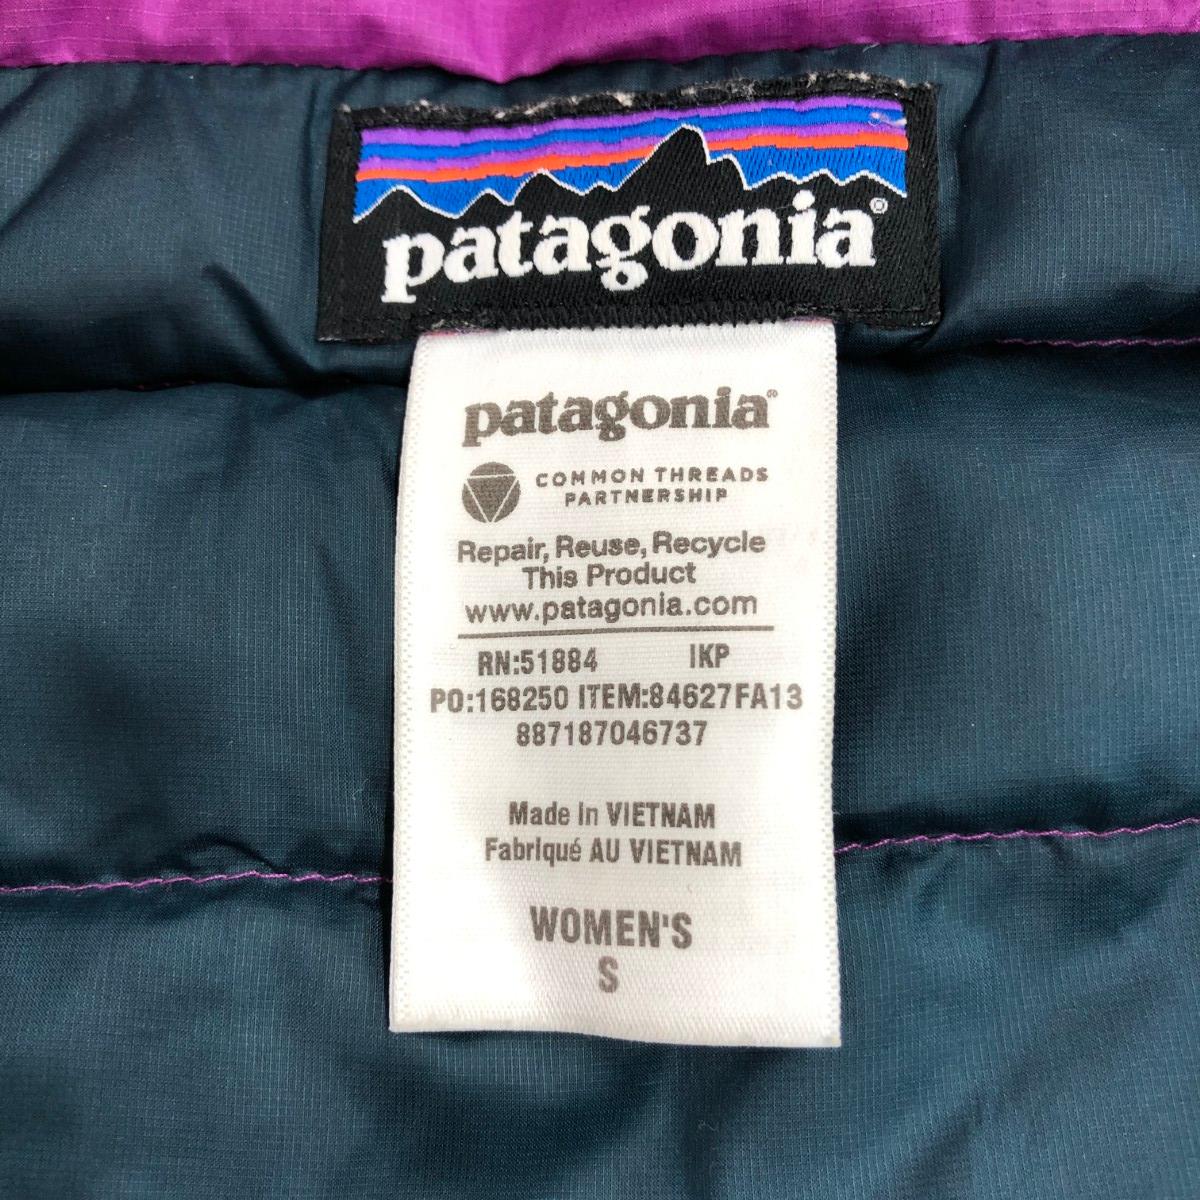 patagonia®
patagonia®
COMMON THREADS
PARTNERSHIP
Repair, Reuse, Recycle
This Product
www.patagonia.com
RN:51884 IKP
PO:168250 ITEM:84627FA13
887187046737
Made In VIETNAM
Fabriqué AU VIETNAM
WOMEN'S
S